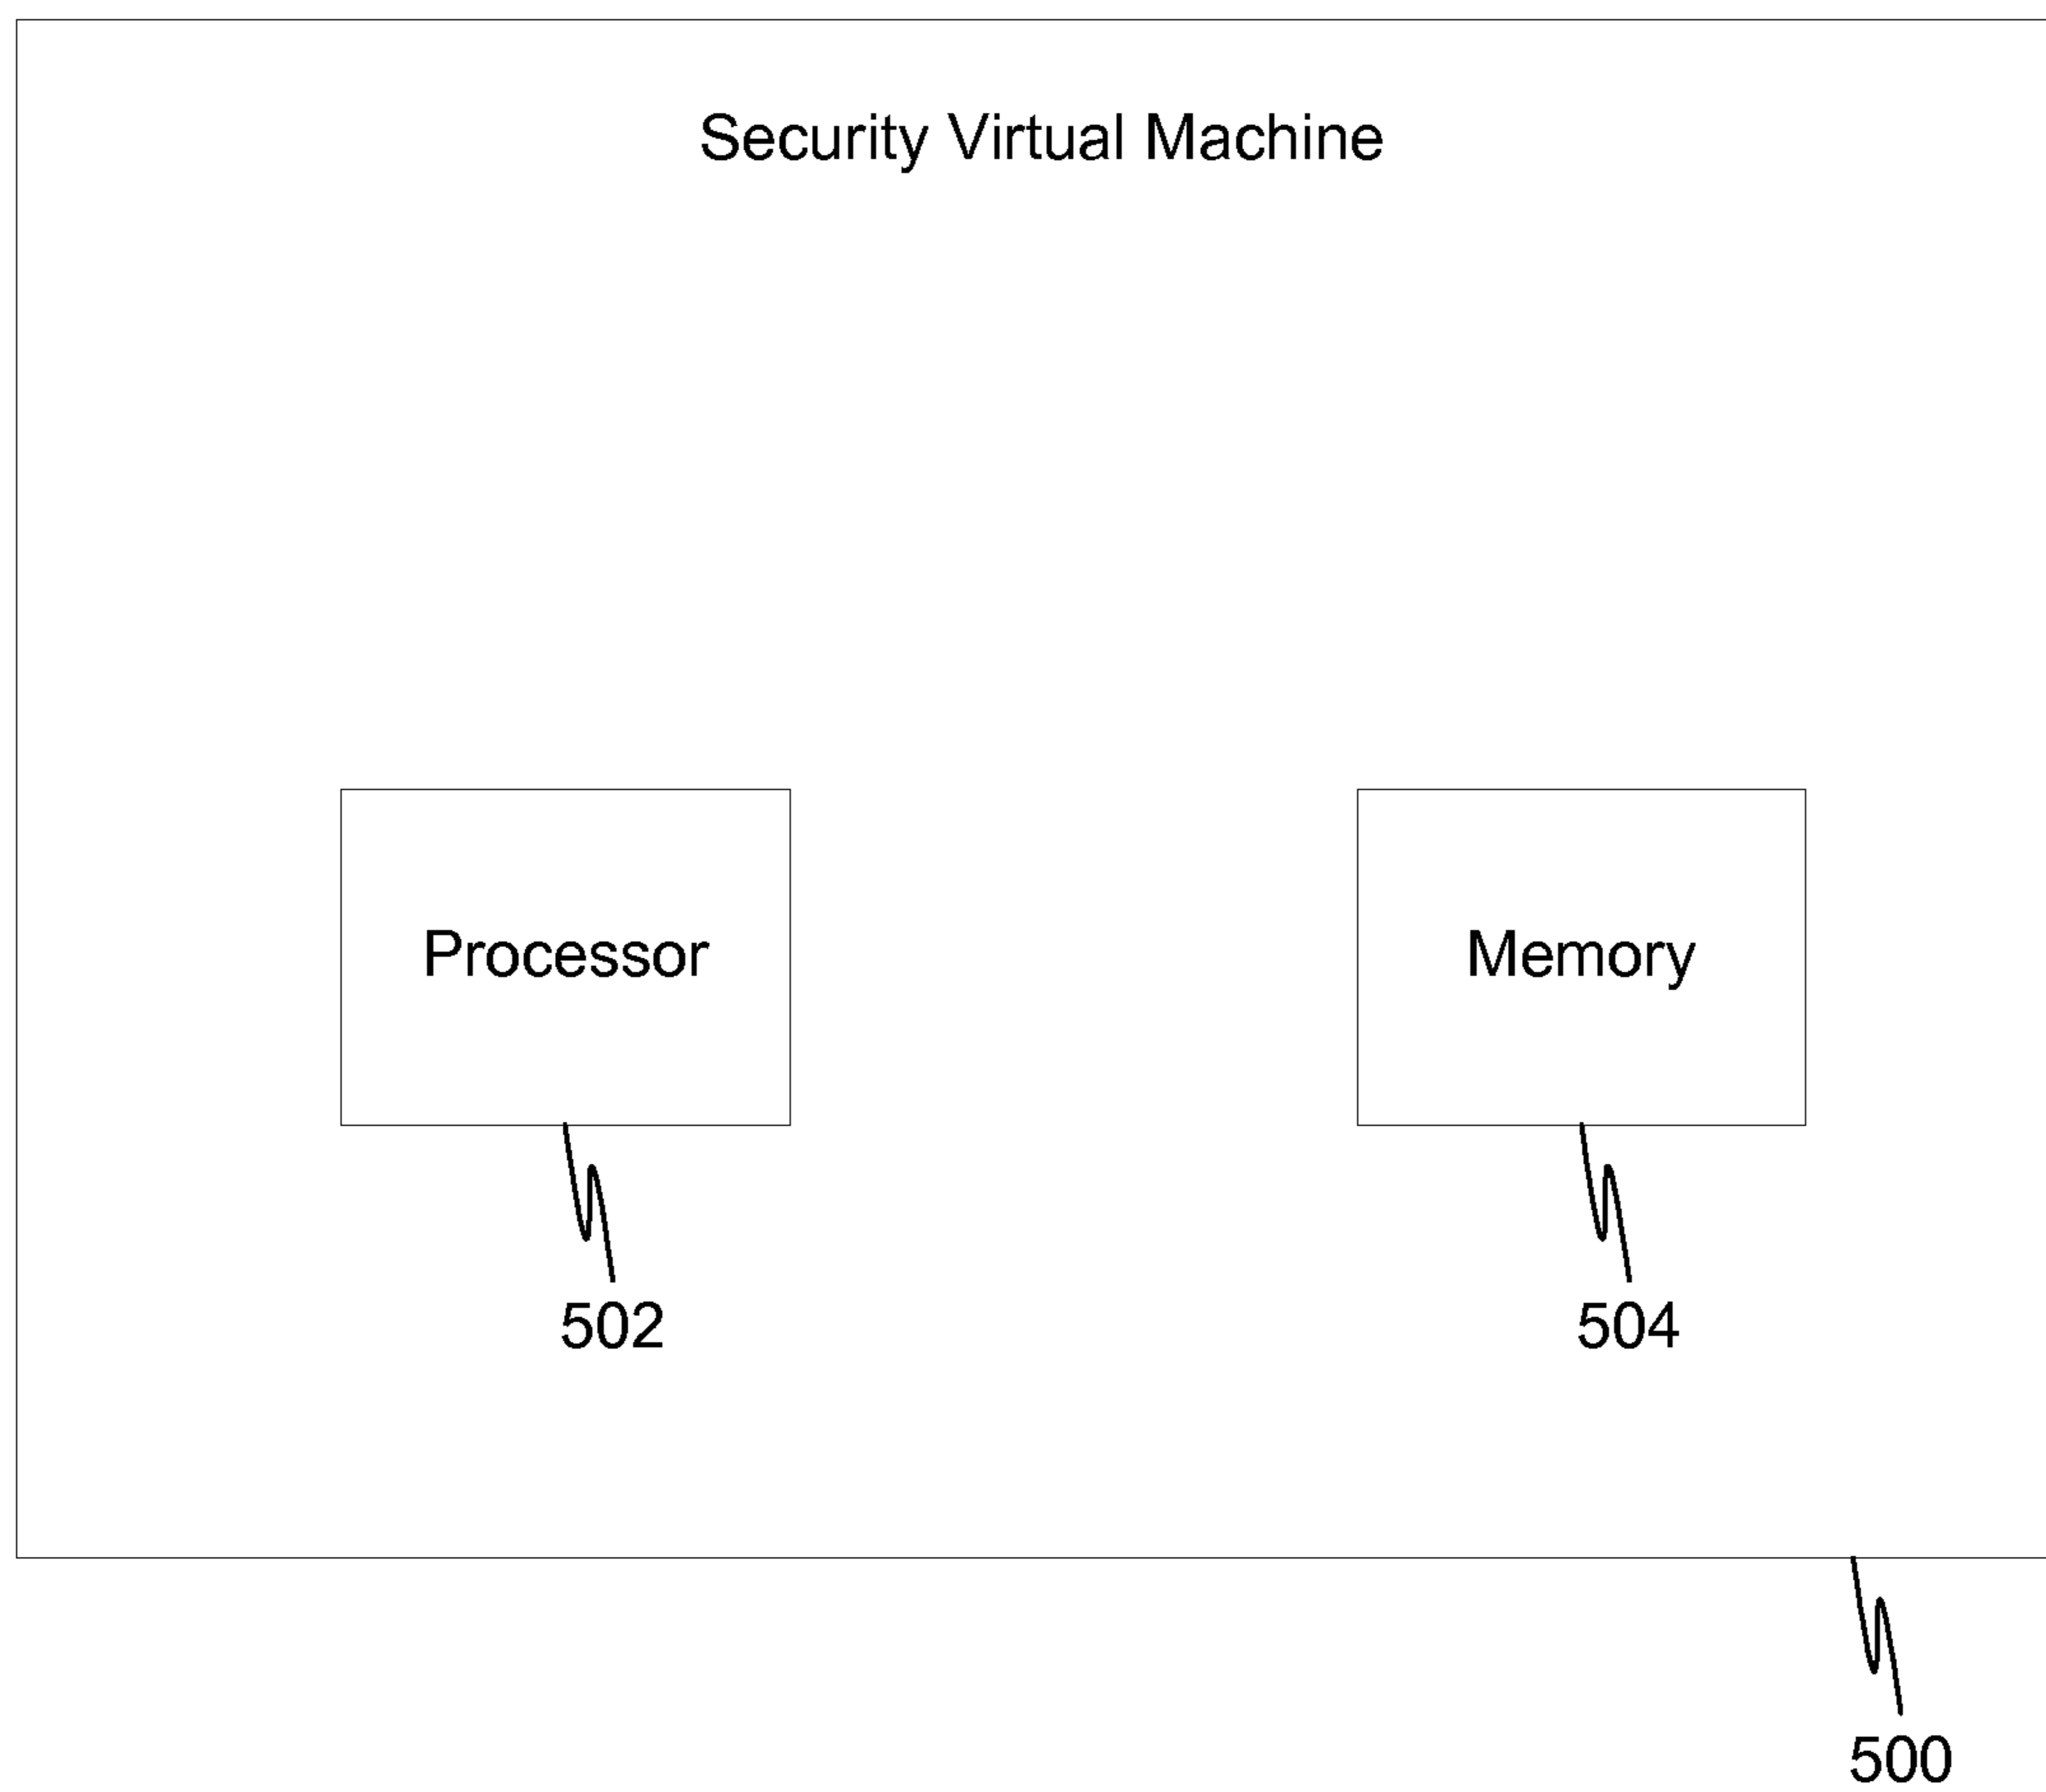 Security Virtual Machine
Processor
Memory
502
504
500